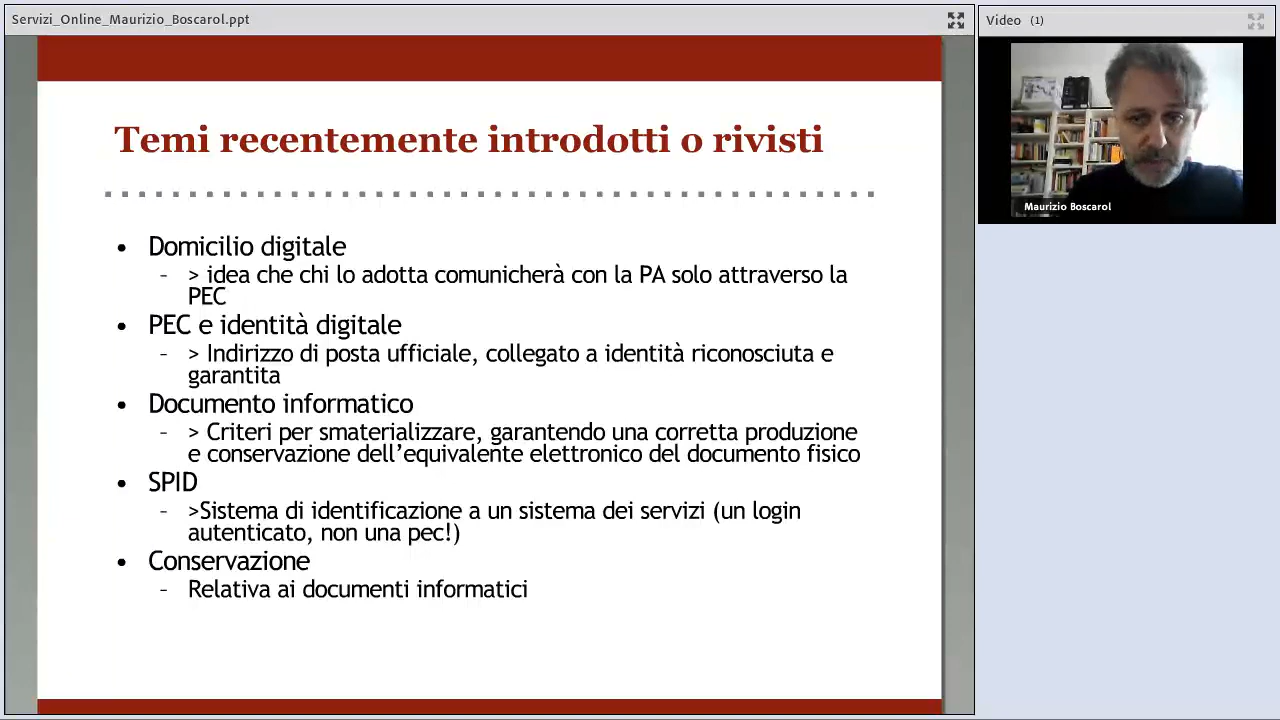 Servizi_Online_Maurizio_Boscarol.ppt
Video (1)
Maurizio Boscarol
Temi recentemente introdotti o rivisti
• Domicilio digitale
– > idea che chi lo adotta comunicherà con la PA solo attraverso la
PEC
• PEC e identità digitale
– > Indirizzo di posta ufficiale, collegato a identità riconosciuta e
garantita
• Documento informatico
– > Criteri per smaterializzare, garantendo una corretta produzione
e conservazione dell’equivalente elettronico del documento fisico
• SPID
– >Sistema di identificazione a un sistema dei servizi (un login
autenticato, non una pec!)
• Conservazione
– Relativa ai documenti informatici